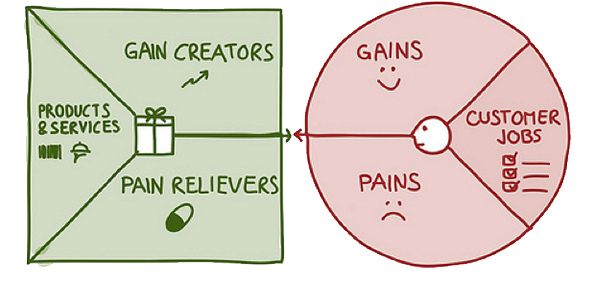 GAIN CREATORS
PRODUCTS
& SERVICES
PAIN RELIEVERS
GAINS
CUSTOMER
JOBS
PAINS